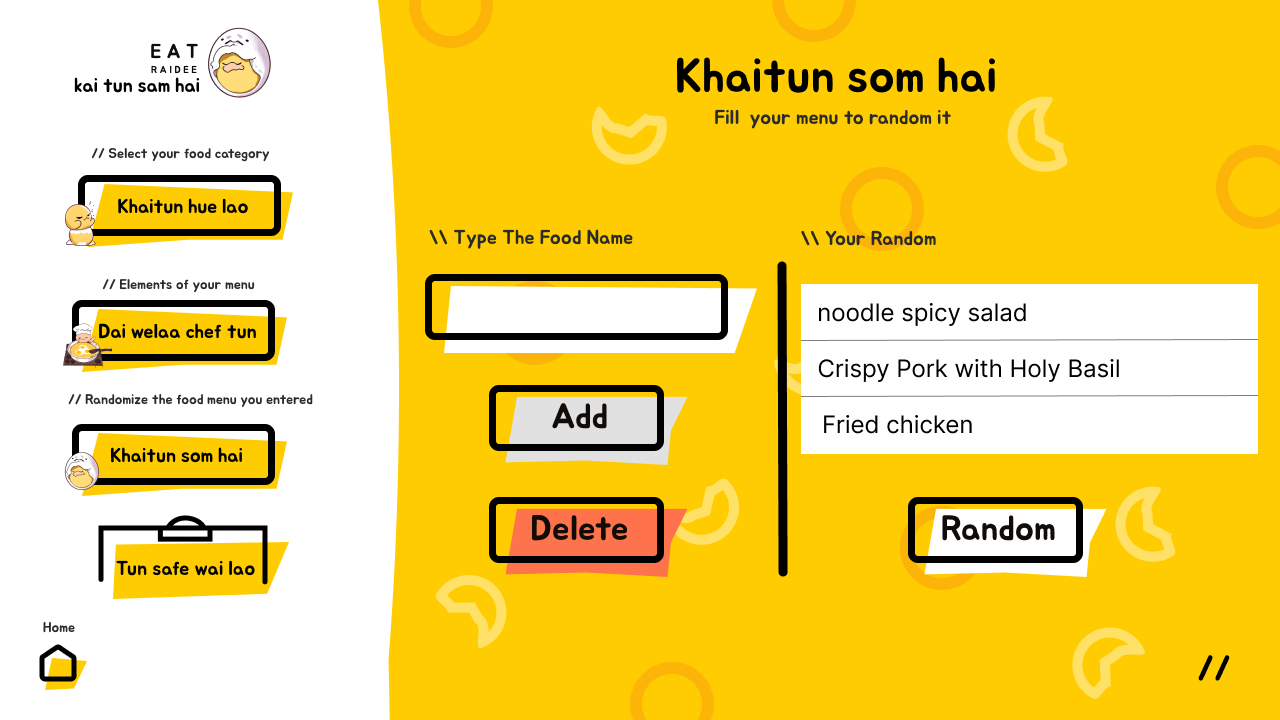 EAT
RAIDEE
kai tun sam hai
// Select your food category
Khaitun hue lao
// Elements of your menu
Dai welaa chef tun
// Randomize the food menu you entered
Khaitun som hai
Tun safe wai lao
Home
Khaitun som hai
Fill your menu to random it
\\ Type The Food Name
Add
Delete
\\ Your Random
noodle spicy salad
Crispy Pork with Holy Basil
Fried chicken
Random
//